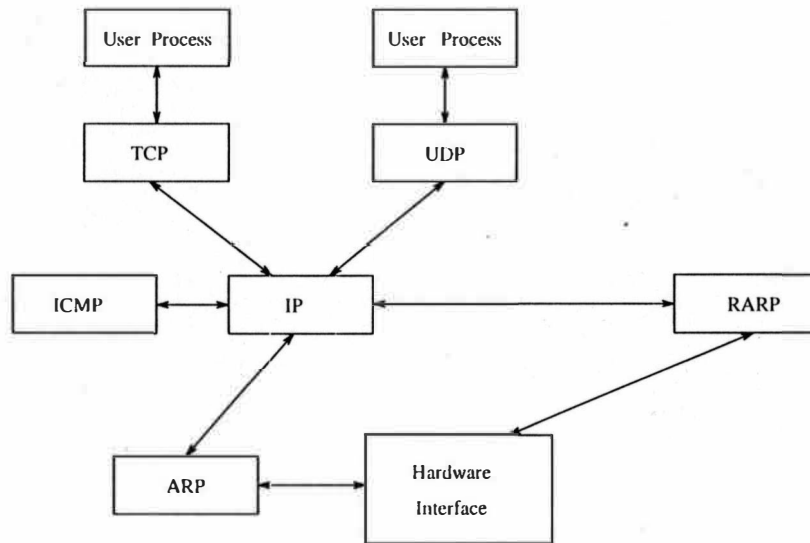 User Process
User Process
TCP
UDP
ICMP
IP
RARP
ARP
Hardware
Interface